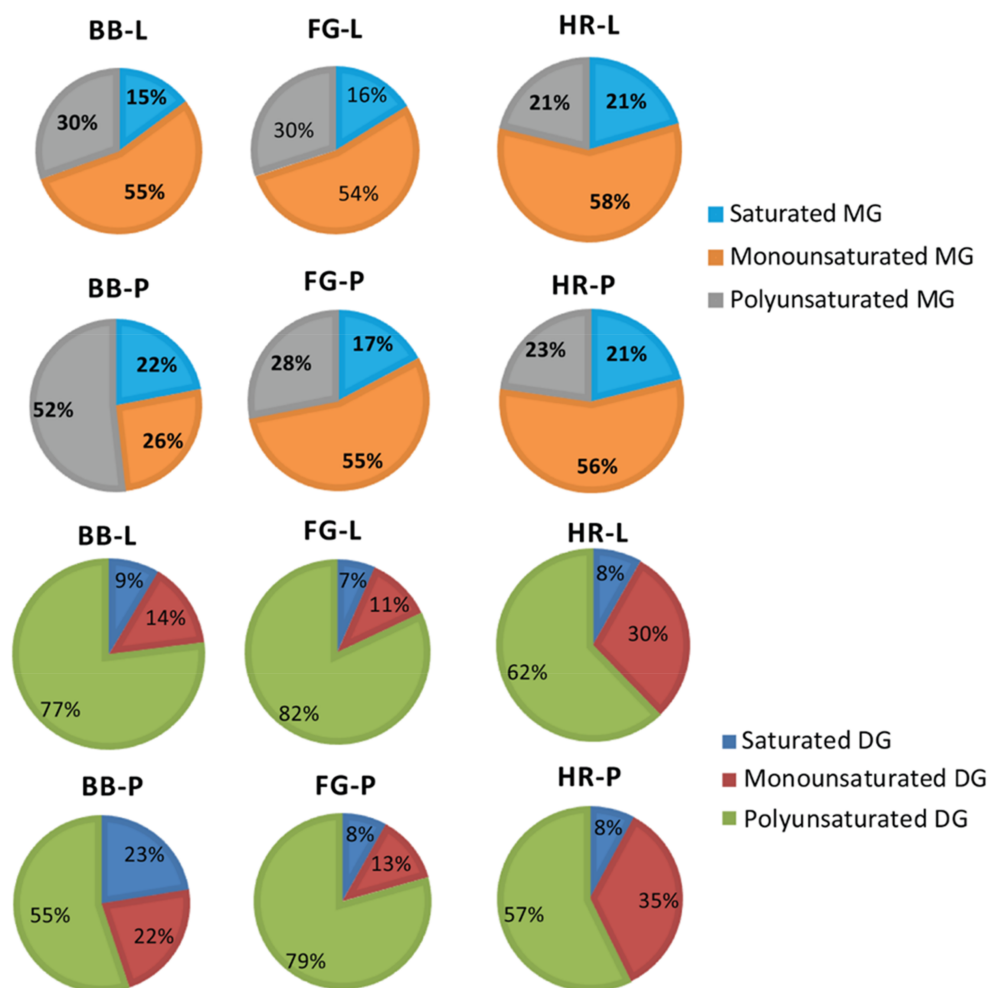 BB-L
FG-L
HR-L
15%
30%
55%
16%
30%
54%
21%
21%
58%
Saturated MG
Monounsaturated MG
Polyunsaturated MG
BB-P
FG-P
HR-P
22%
52%
26%
17%
28%
55%
23%
21%
56%
BB-L
FG-L
HR-L
9%
14%
77%
7%
11%
82%
8%
30%
62%
Saturated DG
Monounsaturated DG
Polyunsaturated DG
BB-P
FG-P
HR-P
23%
55%
22%
8%
13%
79%
8%
35%
57%